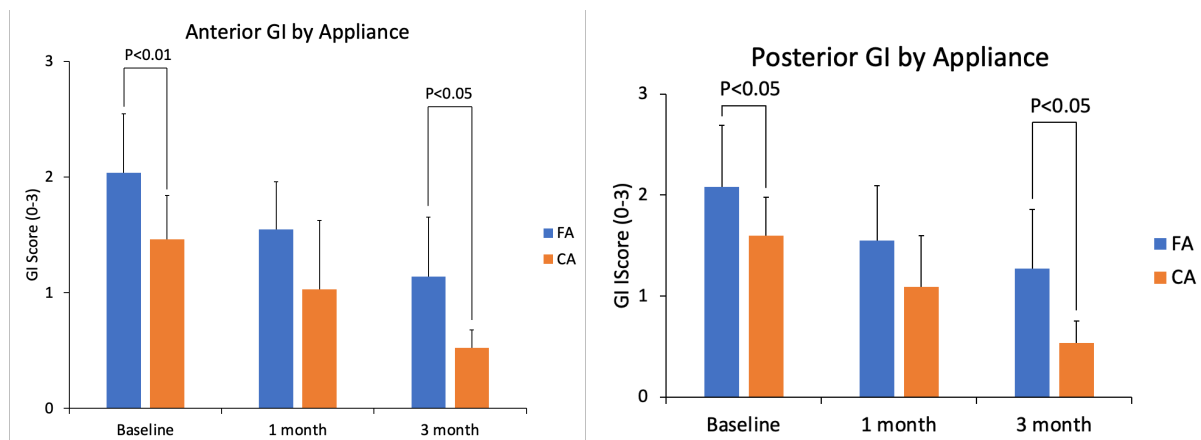 Anterior GI by Appliance
P<0.01
P<0.05
3
2
1
0
GI Score (0-3)
Baseline
1 month
3 month
FA
CA
Posterior GI by Appliance
P<0.05
P<0.05
3
2
1
0
GI IScore (0-3)
Baseline
1 month
3 month
FA
CA